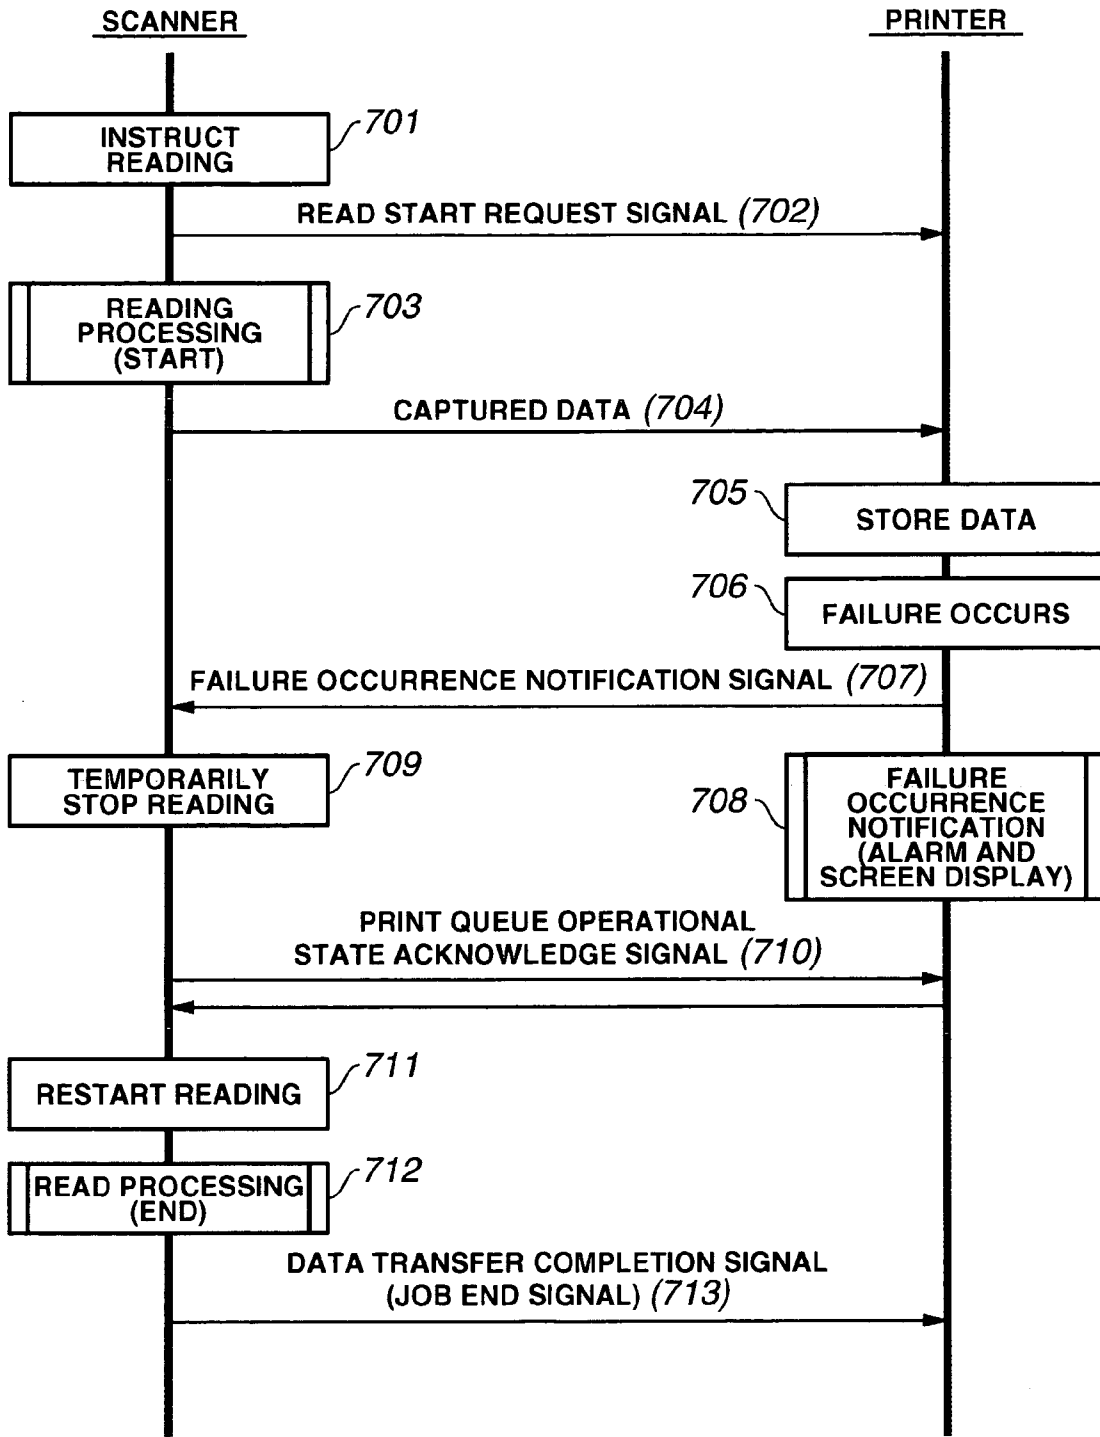 SCANNER
PRINTER
INSTRUCT
READING
701
READ START REQUEST SIGNAL (702)
READING
PROCESSING
(START)
703
CAPTURED DATA (704)
705
STORE DATA
706
FAILURE OCCURS
FAILURE OCCURRENCE NOTIFICATION SIGNAL (707)
TEMPORARILY
STOP READING
709
708
FAILURE
OCCURRENCE
NOTIFICATION
(ALARM AND
SCREEN DISPLAY)
PRINT QUEUE OPERATIONAL
STATE ACKNOWLEDGE SIGNAL (710)
RESTART READING
711
READ PROCESSING
(END)
712
DATA TRANSFER COMPLETION SIGNAL
(JOB END SIGNAL) (713)